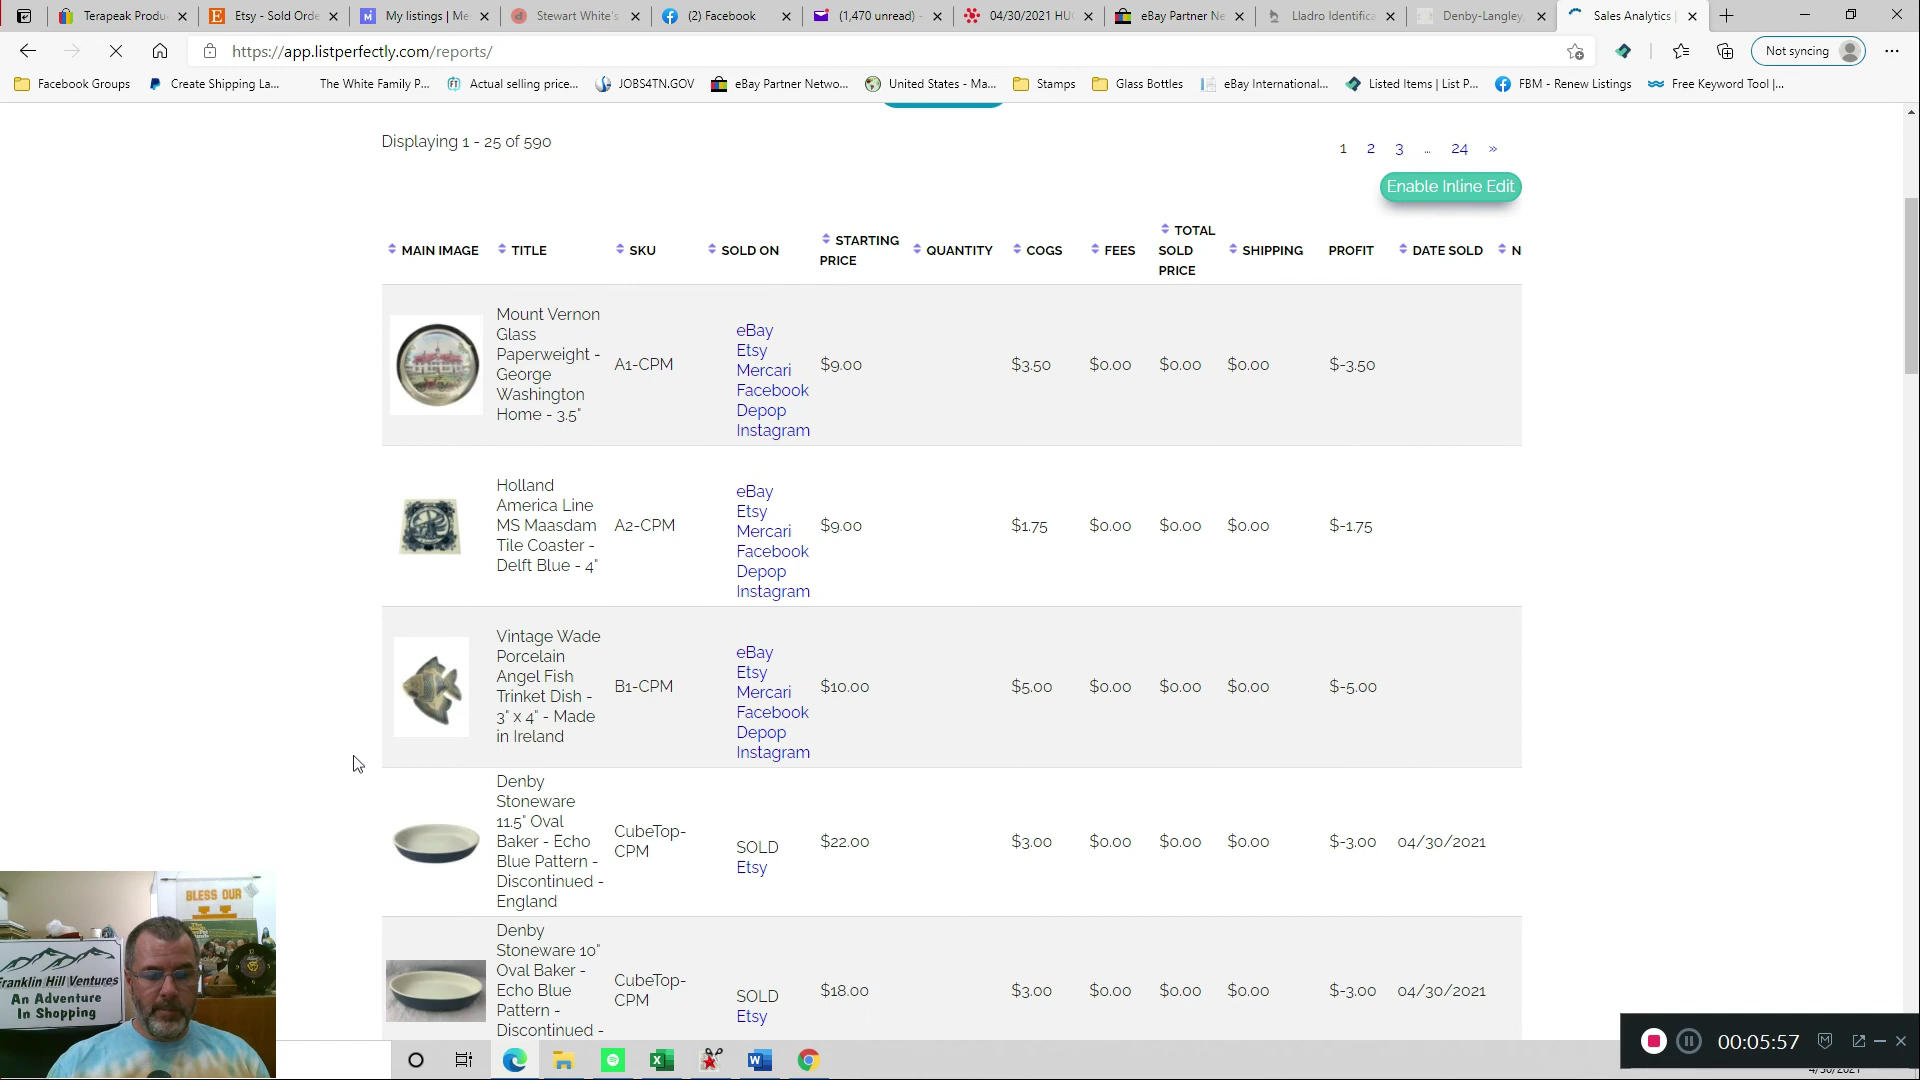 Terapeak Produ
Etsy - Sold Orde
My listings | Me
Stewart White's
(2) Facebook
(1,470 unread) -
04/30/2021 HUG
eBay Partner Ne
Lladro Identifica
Denby-Langley,
Sales Analytics |
https://app.listperfectly.com/reports/
Not syncing
Facebook Groups
Create Shipping La...
The White Family P...
Actual selling price...
JOBS4TN.GOV
eBay Partner Netwo...
United States - Ma...
Stamps
Glass Bottles
eBay International...
Listed Items | List P...
FBM - Renew Listings
Free Keyword Tool |...
Displaying 1 - 25 of 590
1 2 3 … 24 »
Enable Inline Edit
MAIN IMAGE TITLE SKU SOLD ON STARTING PRICE QUANTITY COGS FEES TOTAL SOLD PRICE SHIPPING PROFIT DATE SOLD N
Mount Vernon
Glass
Paperweight -
George
Washington
Home - 3.5"
A1-CPM
eBay
Etsy
Mercari
Facebook
Depop
Instagram
$9.00 $3.50 $0.00 $0.00 $0.00 $-3.50
Holland
America Line
MS Maasdam
Tile Coaster -
Delft Blue - 4"
A2-CPM
eBay
Etsy
Mercari
Facebook
Depop
Instagram
$9.00 $1.75 $0.00 $0.00 $0.00 $-1.75
Vintage Wade
Porcelain
Angel Fish
Trinket Dish -
3" x 4" - Made
in Ireland
B1-CPM
eBay
Etsy
Mercari
Facebook
Depop
Instagram
$10.00 $5.00 $0.00 $0.00 $0.00 $-5.00
Denby
Stoneware
11.5" Oval
Baker - Echo
Blue Pattern -
Discontinued -
England
CubeTop-
CPM
SOLD
Etsy
$22.00 $3.00 $0.00 $0.00 $0.00 $-3.00 04/30/2021
Denby
Stoneware 10"
Oval Baker -
Echo Blue
Pattern -
Discontinued -
CubeTop-
CPM
SOLD
Etsy
$18.00 $3.00 $0.00 $0.00 $0.00 $-3.00 04/30/2021
BLESS OUR
Franklin Hill Ventures
An Adventure
In Shopping
00:05:57
4/30/2021